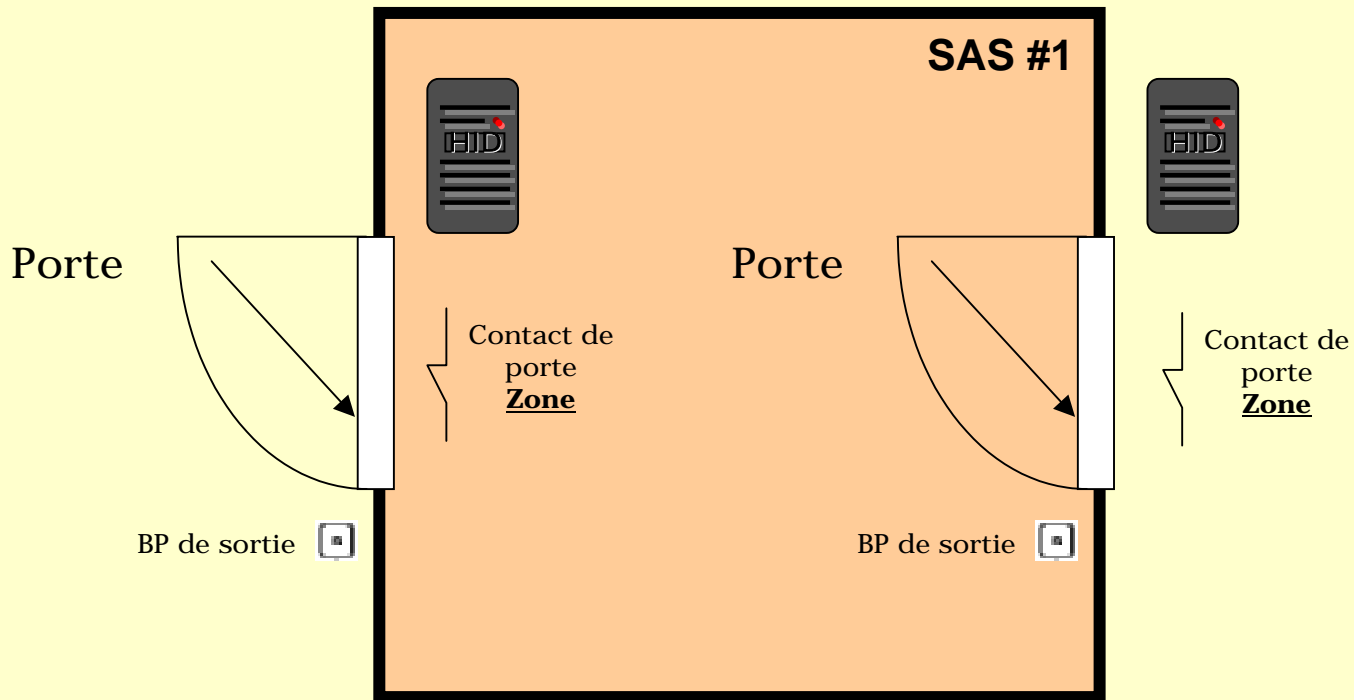 SAS #1
HID
HID
Porte
Porte
Contact de
porte
Zone
Contact de
porte
Zone
BP de sortie
BP de sortie